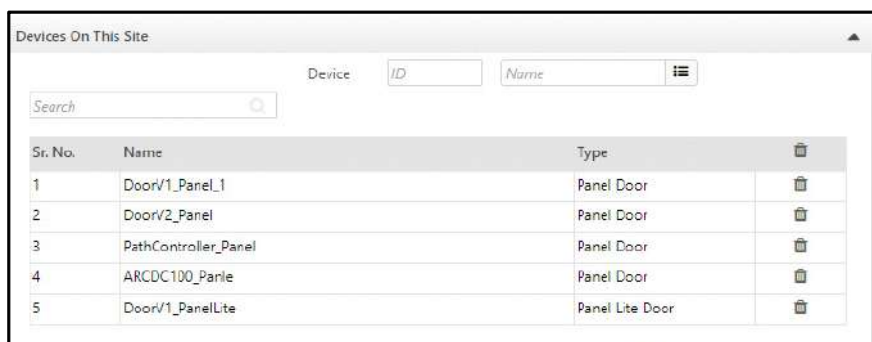 Devices On This Site
Device ID Name
Search
Sr. No. Name Type
1 DoorV1_Panel_1 Panel Door
2 DoorV2_Panel Panel Door
3 PathController_Panel Panel Door
4 ARCDC100_Panle Panel Door
5 DoorV1_PanelLite Panel Lite Door